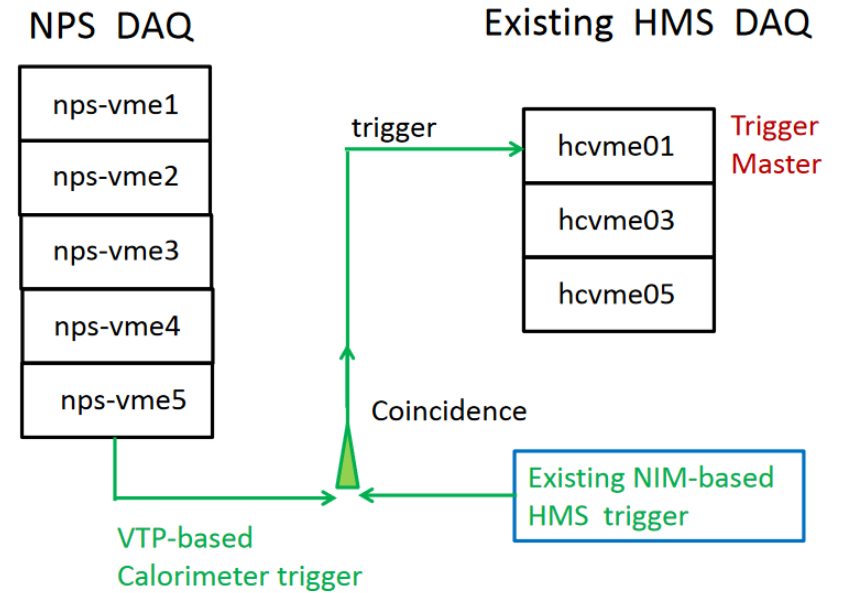 NPS DAQ
Existing HMS DAQ
nps-vme1
nps-vme2
nps-vme3
nps-vme4
nps-vme5
trigger
hcvme01
hcvme03
hcvme05
Trigger
Master
Coincidence
Existing NIM-based
HMS trigger
VTP-based
Calorimeter trigger